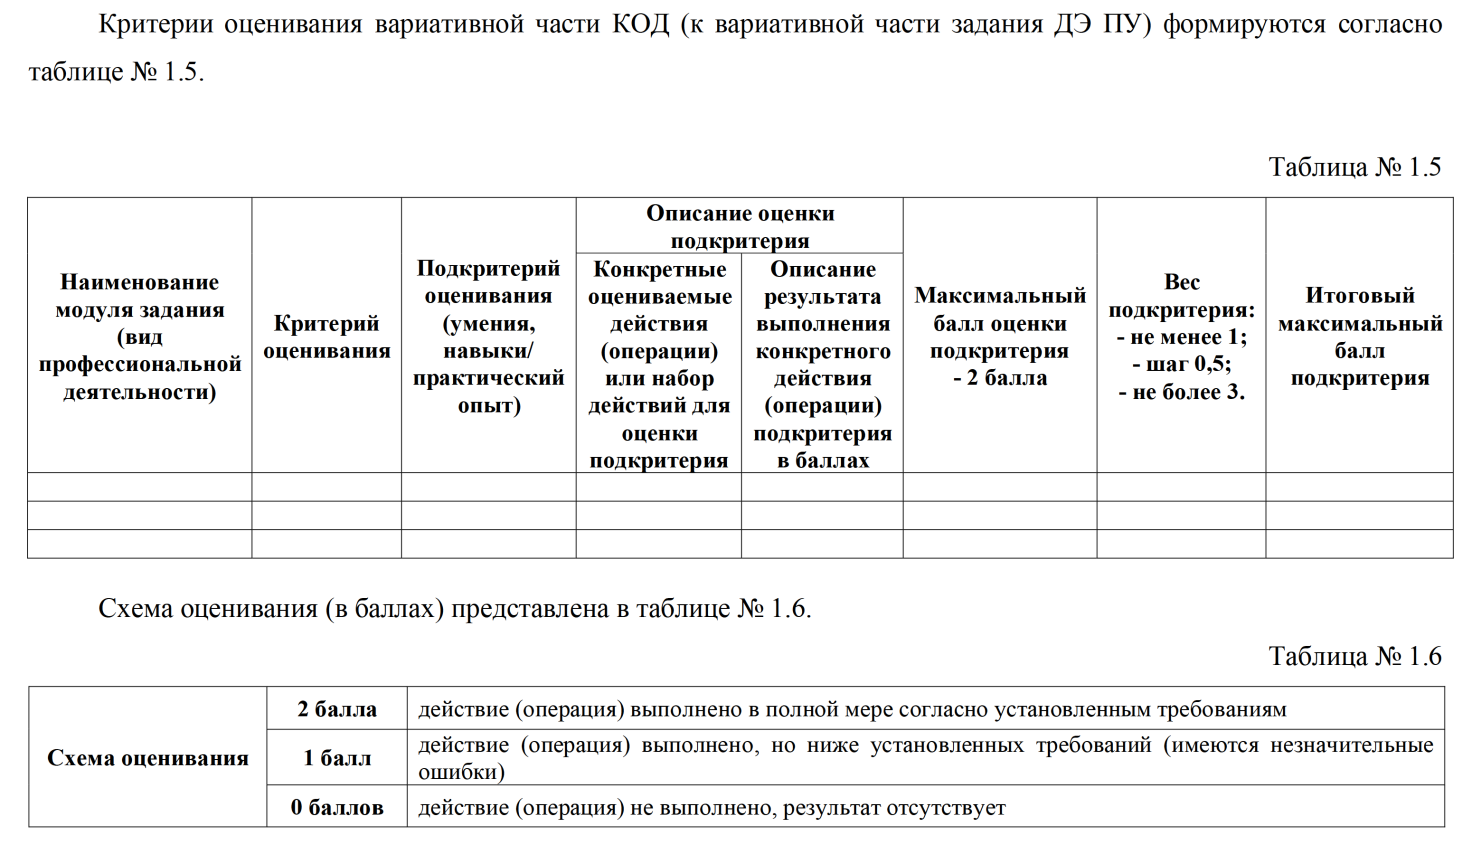 Критерии оценивания вариативной части КОД (к вариативной части задания ДЭ ПУ) формируются согласно
таблице № 1.5.
Таблица № 1.5
Наименование
модуля задания
(вид
профессиональной
деятельности)
Критерий
оценивания
Подкритерий
оценивания
(умения,
навыки/
практический
опыт)
Описание оценки
подкритерия
Конкретные
оцениваемые
действия
(операции)
или набор
действий для
оценки
подкритерия
Описание
результата
выполнения
конкретного
действия
(операции)
подкритерия
в баллах
Максимальный
балл оценки
подкритерия
- 2 балла
Вес
подкритерия:
- не менее 1;
- шаг 0,5;
- не более 3.
Итоговый
максимальный
балл
подкритерия
Схема оценивания (в баллах) представлена в таблице № 1.6.
Таблица № 1.6
Схема оценивания
2 балла
действие (операция) выполнено в полной мере согласно установленным требованиям
1 балл
действие (операция) выполнено, но ниже установленных требований (имеются незначительные
ошибки)
0 баллов
действие (операция) не выполнено, результат отсутствует